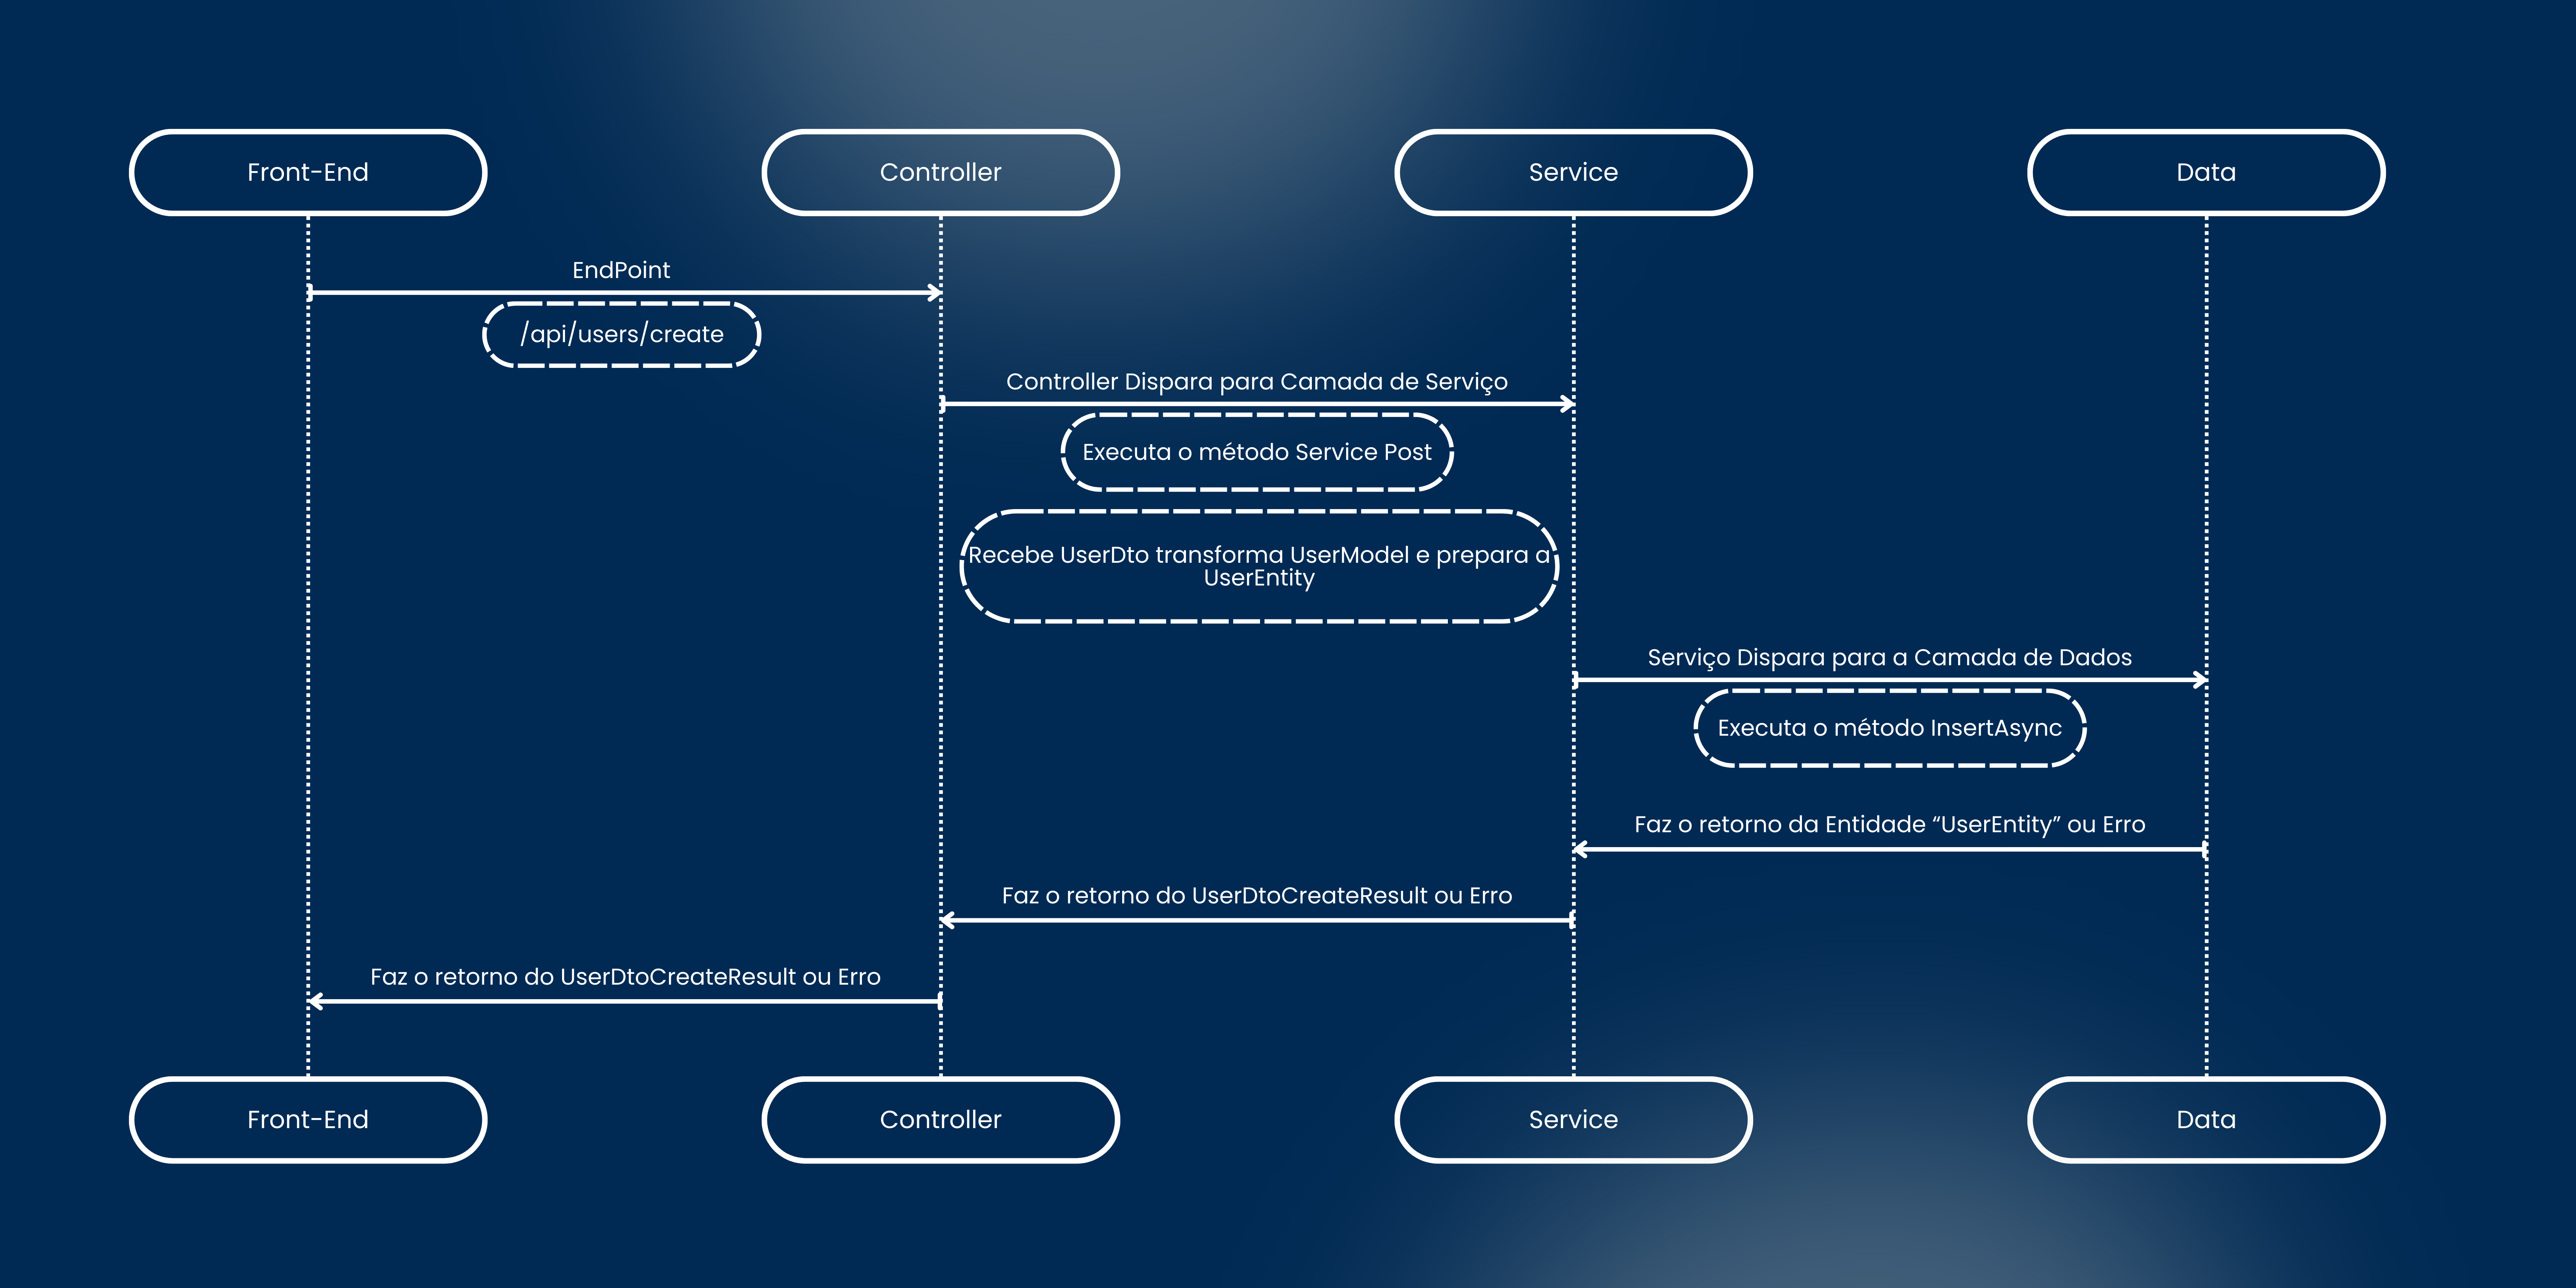 Front-End
Controller
Service
Data
EndPoint
/api/users/create
Controller Dispara para Camada de Serviço
Executa o método Service Post
Recebe UserDto transforma UserModel e prepara a
UserEntity
Serviço Dispara para a Camada de Dados
Executa o método InsertAsync
Faz o retorno da Entidade “UserEntity” ou Erro
Faz o retorno do UserDtoCreateResult ou Erro
Faz o retorno do UserDtoCreateResult ou Erro
Front-End
Controller
Service
Data